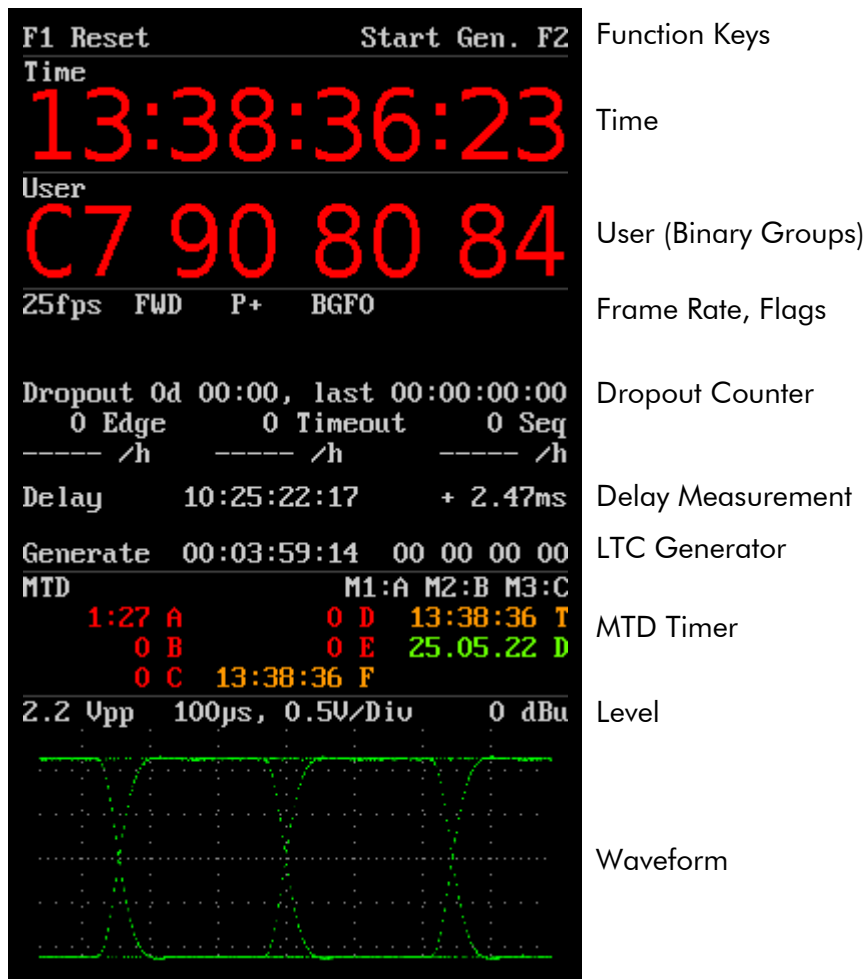 F1 Reset Start Gen. F2 Function Keys
Time
13:38:36:23 Time
User
C7 90 80 84 User (Binary Groups)
25fps FWD P+ BGF0 Frame Rate, Flags
Dropout 0d 00:00, last 00:00:00:00 Dropout Counter
0 Edge 0 Timeout 0 Seq
----- /h ----- /h ----- /h
Delay 10:25:22:17 + 2.47ms Delay Measurement
Generate 00:03:59:14 00 00 00 00 LTC Generator
MTD M1:A M2:B M3:C
1:27 A 0 D 13:38:36 T MTD Timer
0 B 0 E 25.05.22 D
0 C 13:38:36 F
2.2 Vpp 100µs, 0.5V/Div 0 dBu Level
Waveform